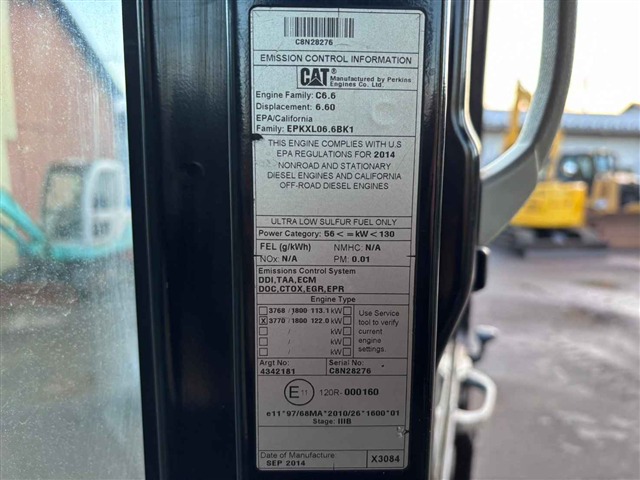 C8N28276
EMISSION CONTROL INFORMATION
CAT® Manufactured by Perkins
Engines Co. Ltd.
Engine Family: C6.6
Displacement: 6.60
EPA/California
Family: EPKXL06.6BK1
THIS ENGINE COMPLIES WITH U.S
EPA REGULATIONS FOR 2014
NONROAD AND STATIONARY
DIESEL ENGINES AND CALIFORNIA
OFF-ROAD DIESEL ENGINES
ULTRA LOW SULFUR FUEL ONLY
Power Category: 56<=kW<130
FEL (g/kWh) NMHC: N/A
NOx: N/A PM: 0.01
Emissions Control System
DDI,TAA,ECM
DOC,CTOX,EGR,EPR
Engine Type
3768 / 1800 113.1 kW Use Service
X 3770 / 1800 122.0 kW tool to verify
/ kW current
/ kW engine
/ kW settings.
Argt No: Serial No:
4342181 C8N28276
E11 120R-000160
e11*97/68MA*2010/26*1600*01
Stage: IIIB
Date of Manufacture
SEP 2014 X3084